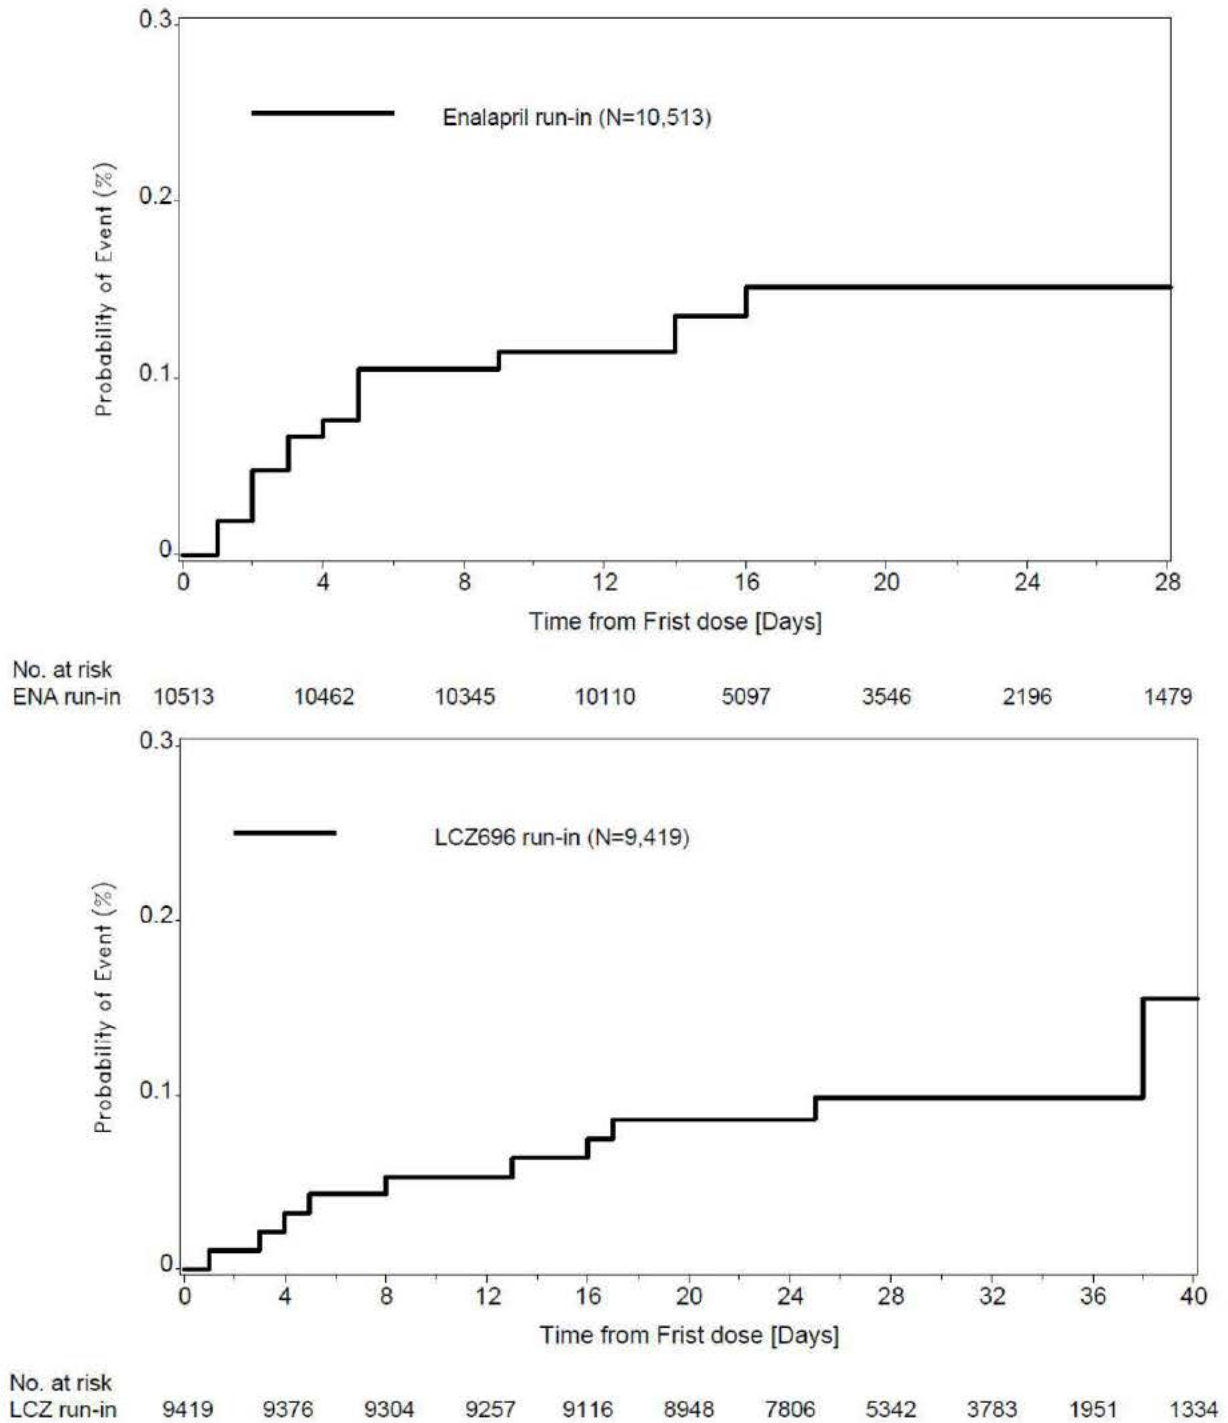 0.3
Enalapril run-in (N=10,513)
0.2
Probability of Event (%)
0.1
0
0 4 8 12 16 20 24 28
Time from Frist dose [Days]
No. at risk
ENA run-in 10513 10462 10345 10110 5097 3546 2196 1479
0.3
LCZ696 run-in (N=9,419)
0.2
Probability of Event (%)
0.1
0
0 4 8 12 16 20 24 28 32 36 40
Time from Frist dose [Days]
No. at risk
LCZ run-in 9419 9376 9304 9257 9116 8948 7806 5342 3783 1951 1334